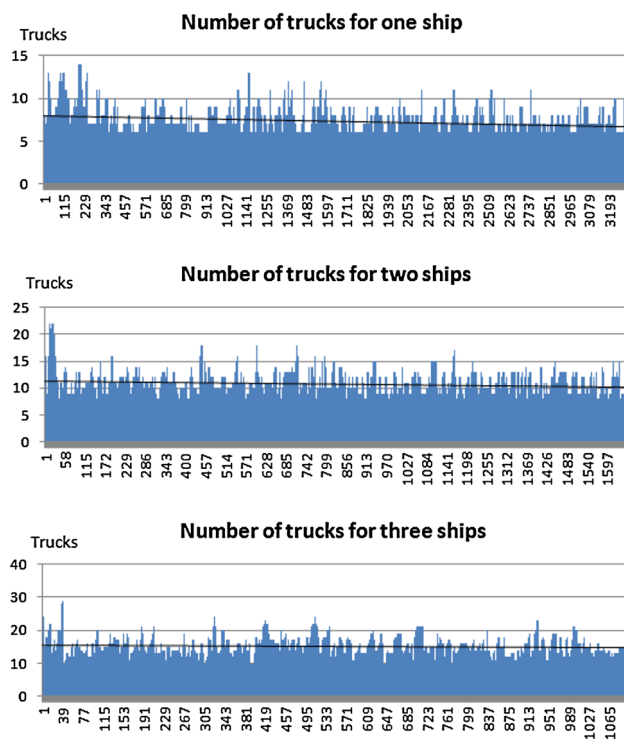 Number of trucks for one ship
Trucks
15
10
5
0
1 115 229 343 457 571 685 799 913 1027 1141 1255 1369 1483 1597 1711 1825 1939 2053 2167 2281 2395 2509 2623 2737 2851 2965 3079 3193
Number of trucks for two ships
Trucks
25
20
15
10
5
0
1 58 115 172 229 286 343 400 457 514 571 628 685 742 799 856 913 970 1027 1084 1141 1198 1255 1312 1369 1426 1483 1540 1597
Number of trucks for three ships
Trucks
40
30
20
10
0
1 39 77 115 153 191 229 267 305 343 381 419 457 495 533 571 609 647 685 723 761 799 837 875 913 951 989 1027 1065